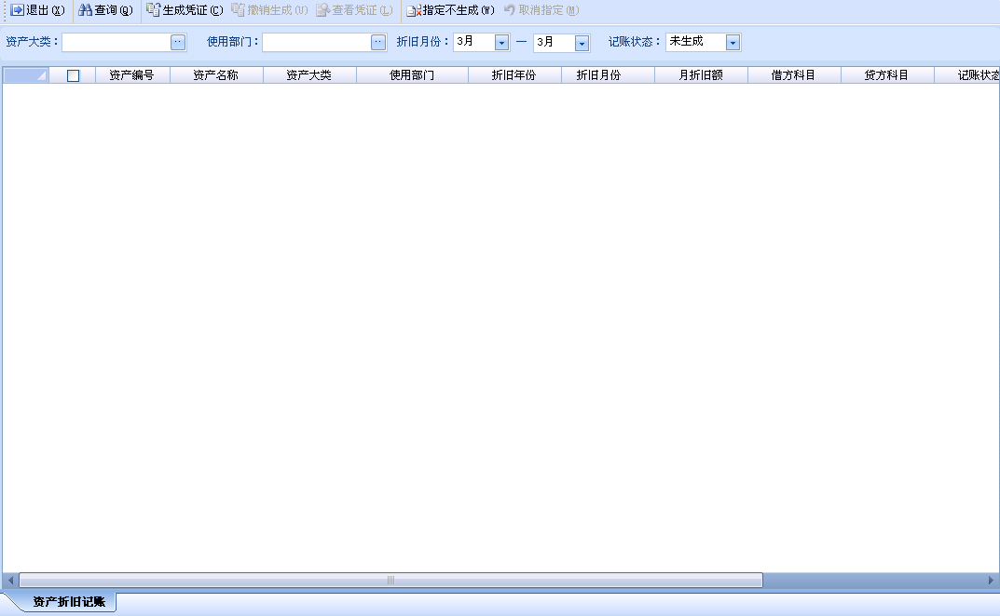 退出(X) 查询(Q) 生成凭证(C) 撤销生成(U) 查看凭证(L) 指定不生成(W) 取消指定(M)
资产大类： 使用部门： 折旧月份： 3月 — 3月 记账状态： 未生成
资产编号 资产名称 资产大类 使用部门 折旧年份 折旧月份 月折旧额 借方科目 贷方科目 记账状态
资产折旧记账